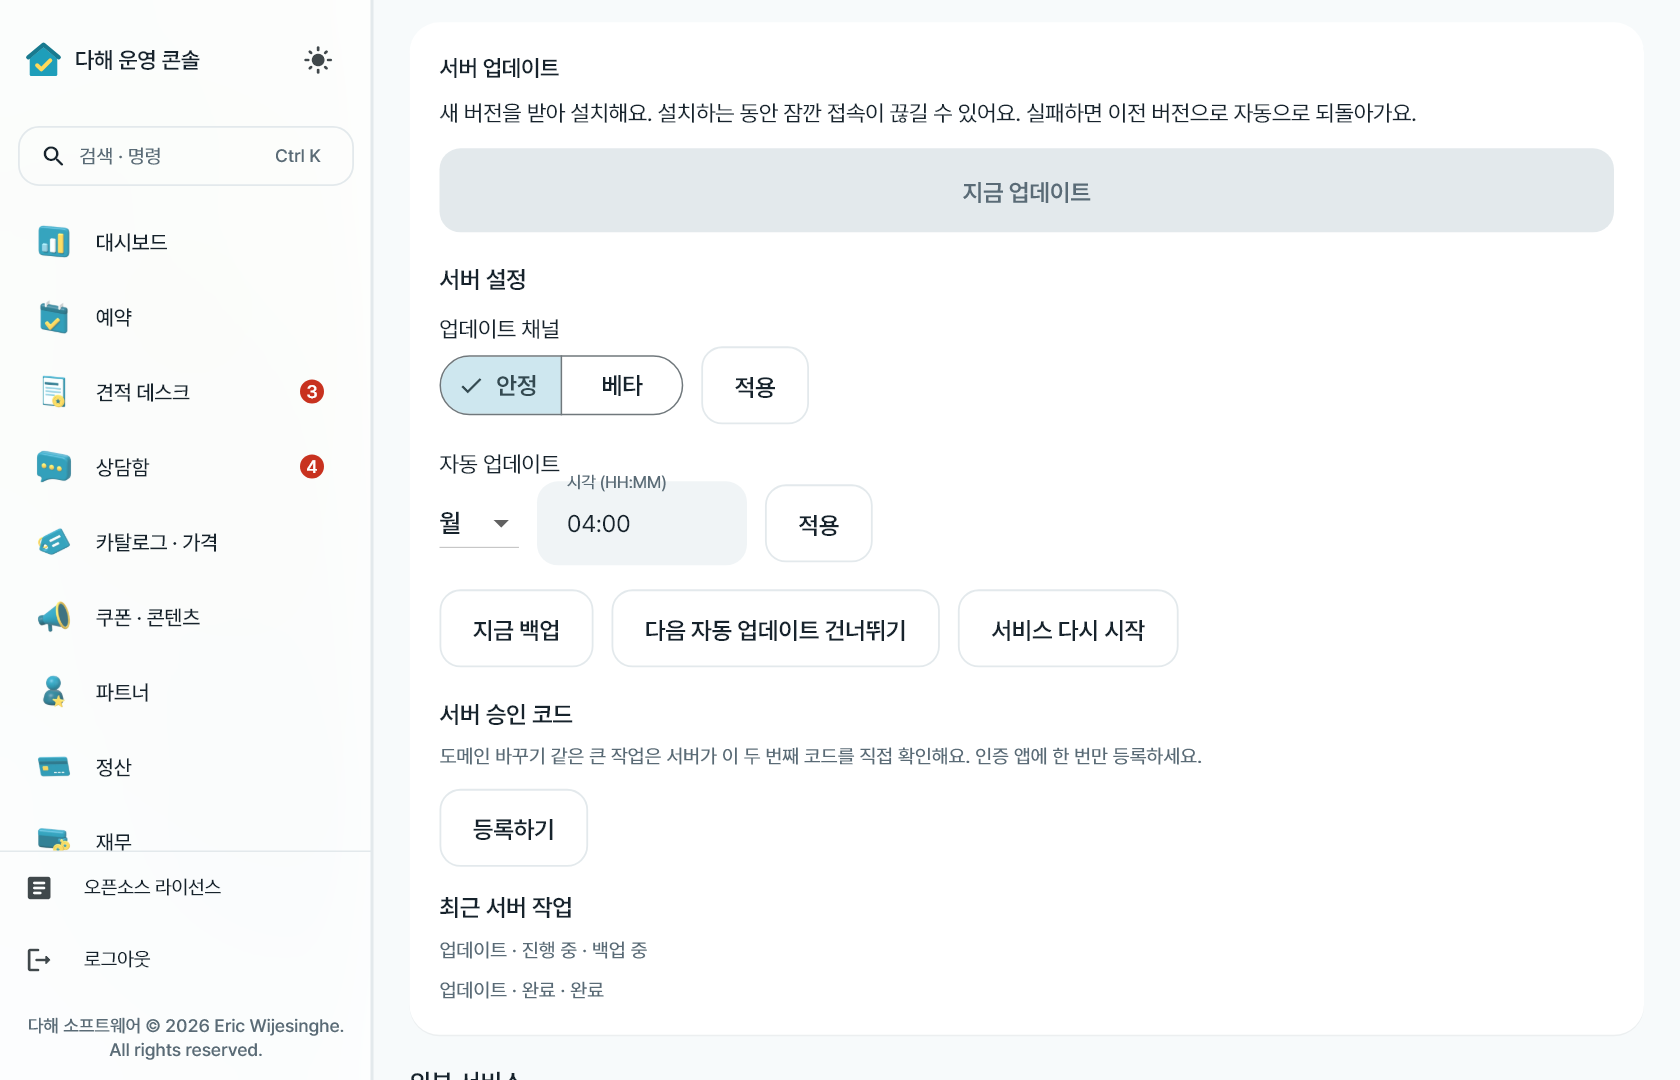 다해 운영 콘솔
검색 · 명령
Ctrl K
대시보드
예약
견적 데스크
3
상담함
4
카탈로그 · 가격
쿠폰 · 콘텐츠
파트너
정산
재무
오픈소스 라이선스
로그아웃
다해 소프트웨어 © 2026 Eric Wijesinghe.
All rights reserved.
서버 업데이트
새 버전을 받아 설치해요. 설치하는 동안 잠깐 접속이 끊길 수 있어요. 실패하면 이전 버전으로 자동으로 되돌아가요.
지금 업데이트
서버 설정
업데이트 채널
안정
베타
적용
자동 업데이트
시각 (HH:MM)
월
04:00
적용
지금 백업
다음 자동 업데이트 건너뛰기
서비스 다시 시작
서버 승인 코드
도메인 바꾸기 같은 큰 작업은 서버가 이 두 번째 코드를 직접 확인해요. 인증 앱에 한 번만 등록하세요.
등록하기
최근 서버 작업
업데이트 · 진행 중 · 백업 중
업데이트 · 완료 · 완료